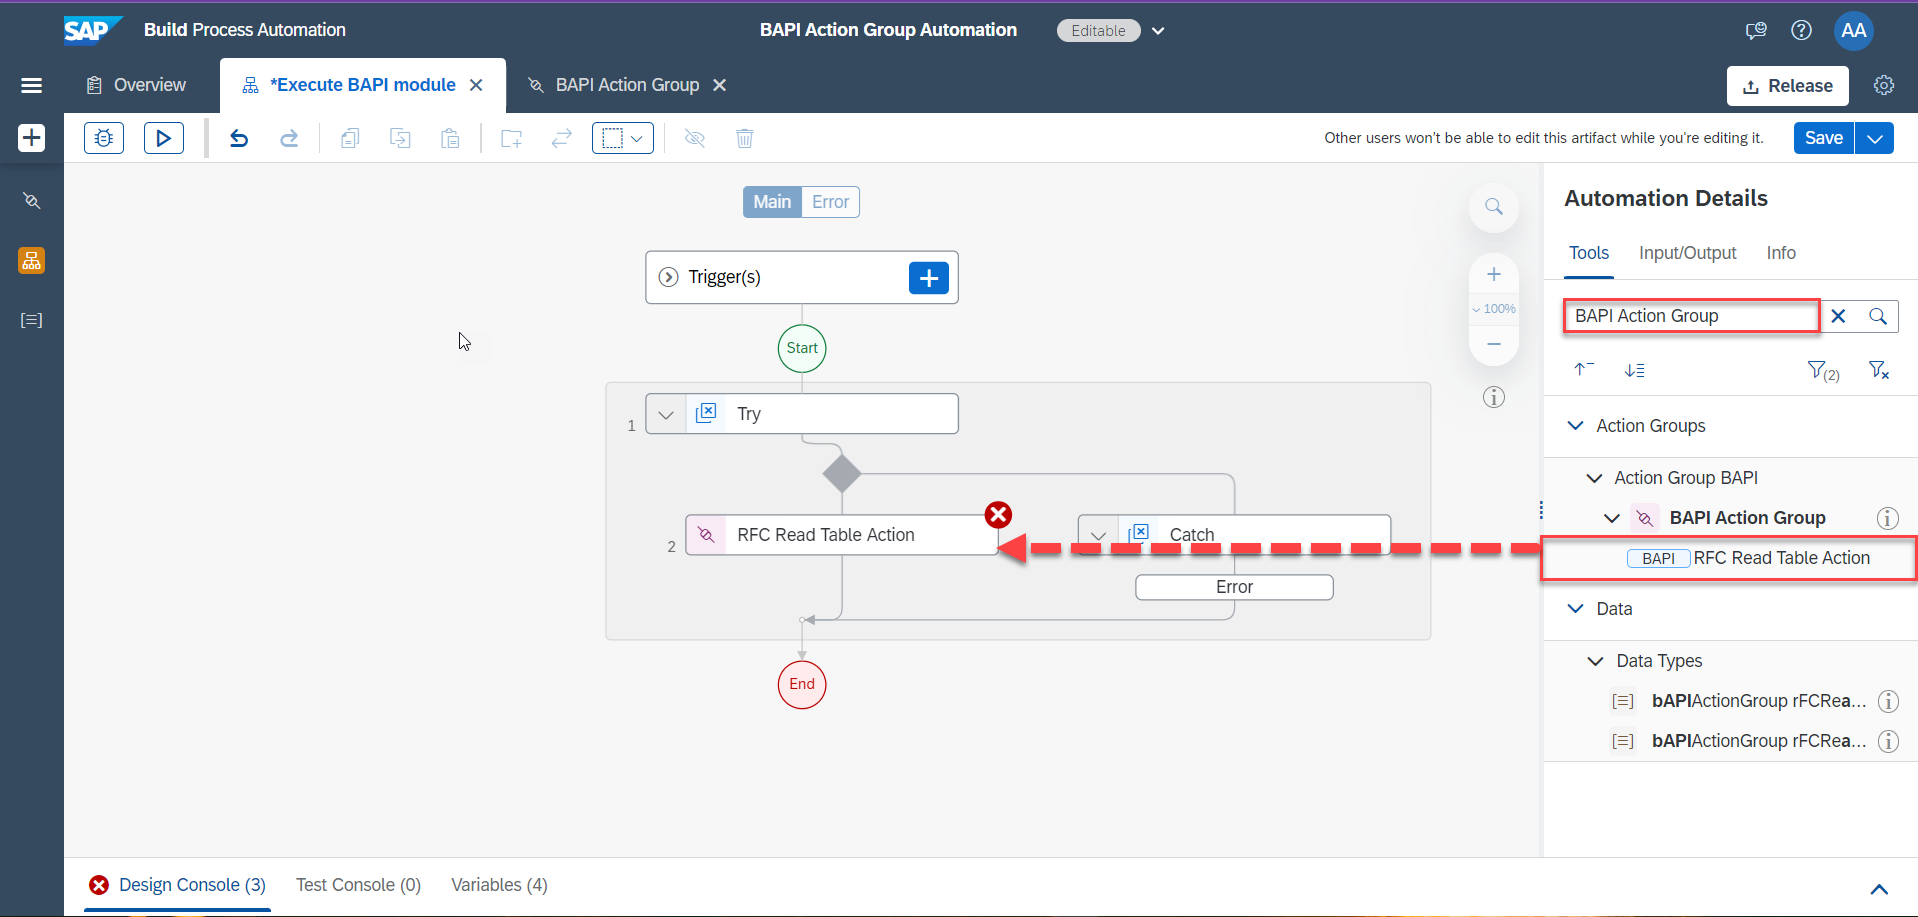 SAP Build Process Automation
BAPI Action Group Automation
Editable
AA
Overview
*Execute BAPI module
BAPI Action Group
Release
Other users won't be able to edit this artifact while you're editing it.
Save
Main
Error
Trigger(s)
Start
1
Try
2
RFC Read Table Action
Catch
Error
End
100%
Automation Details
Tools
Input/Output
Info
BAPI Action Group
(2)
Action Groups
Action Group BAPI
BAPI Action Group
BAPI RFC Read Table Action
Data
Data Types
bAPIActionGroup rFCRea...
bAPIActionGroup rFCRea...
Design Console (3)
Test Console (0)
Variables (4)